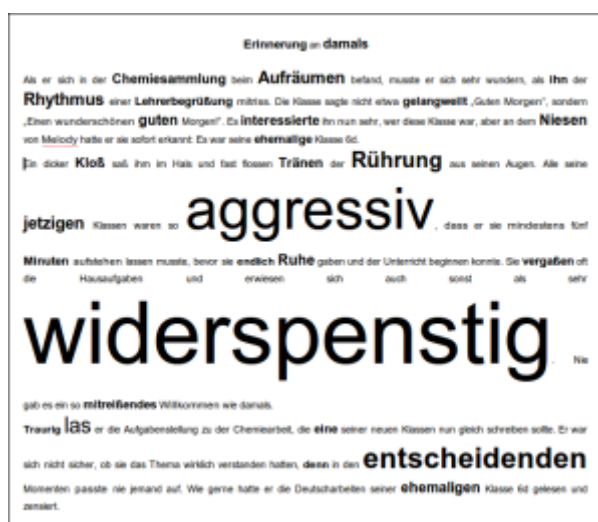 Erinnerung an damals
Als er sich in der Chemiesammlung beim Aufräumen befand, musste er sich sehr wundern, als ihn der
Rhythmus einer Lehrerbegrüßung mitriss. Die Klasse sagte nicht etwa gelangweilt „Guten Morgen", sondern
„Einen wunderschönen guten Morgen!". Es interessierte ihn nun sehr, wer diese Klasse war, aber an dem Niesen
von Melody hatte er sie sofort erkannt: Es war seine ehemalige Klasse 6d.
Ein dicker Kloß saß ihm im Hals und fast flossen Tränen der Rührung aus seinen Augen. Alle seine
jetzigen Klassen waren so aggressiv, dass er sie mindestens fünf
Minuten aufstehen lassen musste, bevor sie endlich Ruhe gaben und der Unterricht beginnen konnte. Sie vergaßen oft
die Hausaufgaben und erwiesen sich auch sonst als sehr
widerspenstig. Nie
gab es ein so mitreißendes Willkommen wie damals.
Traurig las er die Aufgabenstellung zu der Chemiearbeit, die eine seiner neuen Klassen nun gleich schreiben sollte. Er war
sich nicht sicher, ob sie das Thema wirklich verstanden hatten, denn in den entscheidenden
Momenten passte nie jemand auf. Wie gerne hatte er die Deutscharbeiten seiner ehemaligen Klasse 6d gelesen und
zensiert.